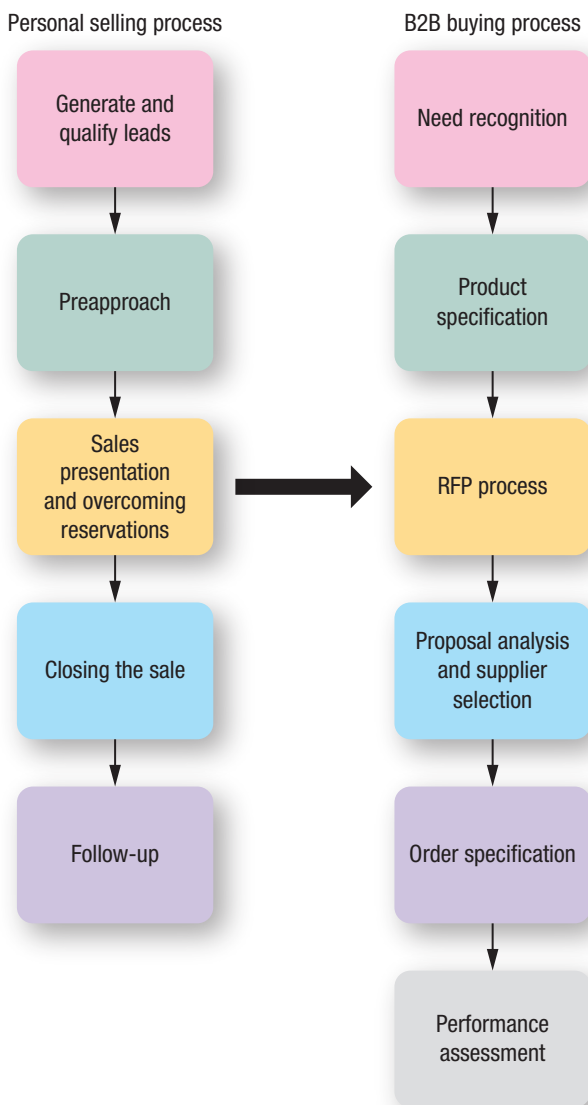 Personal selling process
B2B buying process
Generate and
qualify leads
Need recognition
Preapproach
Product
specification
Sales
presentation
and overcoming
reservations
RFP process
Closing the sale
Proposal analysis
and supplier
selection
Follow-up
Order specification
Performance
assessment